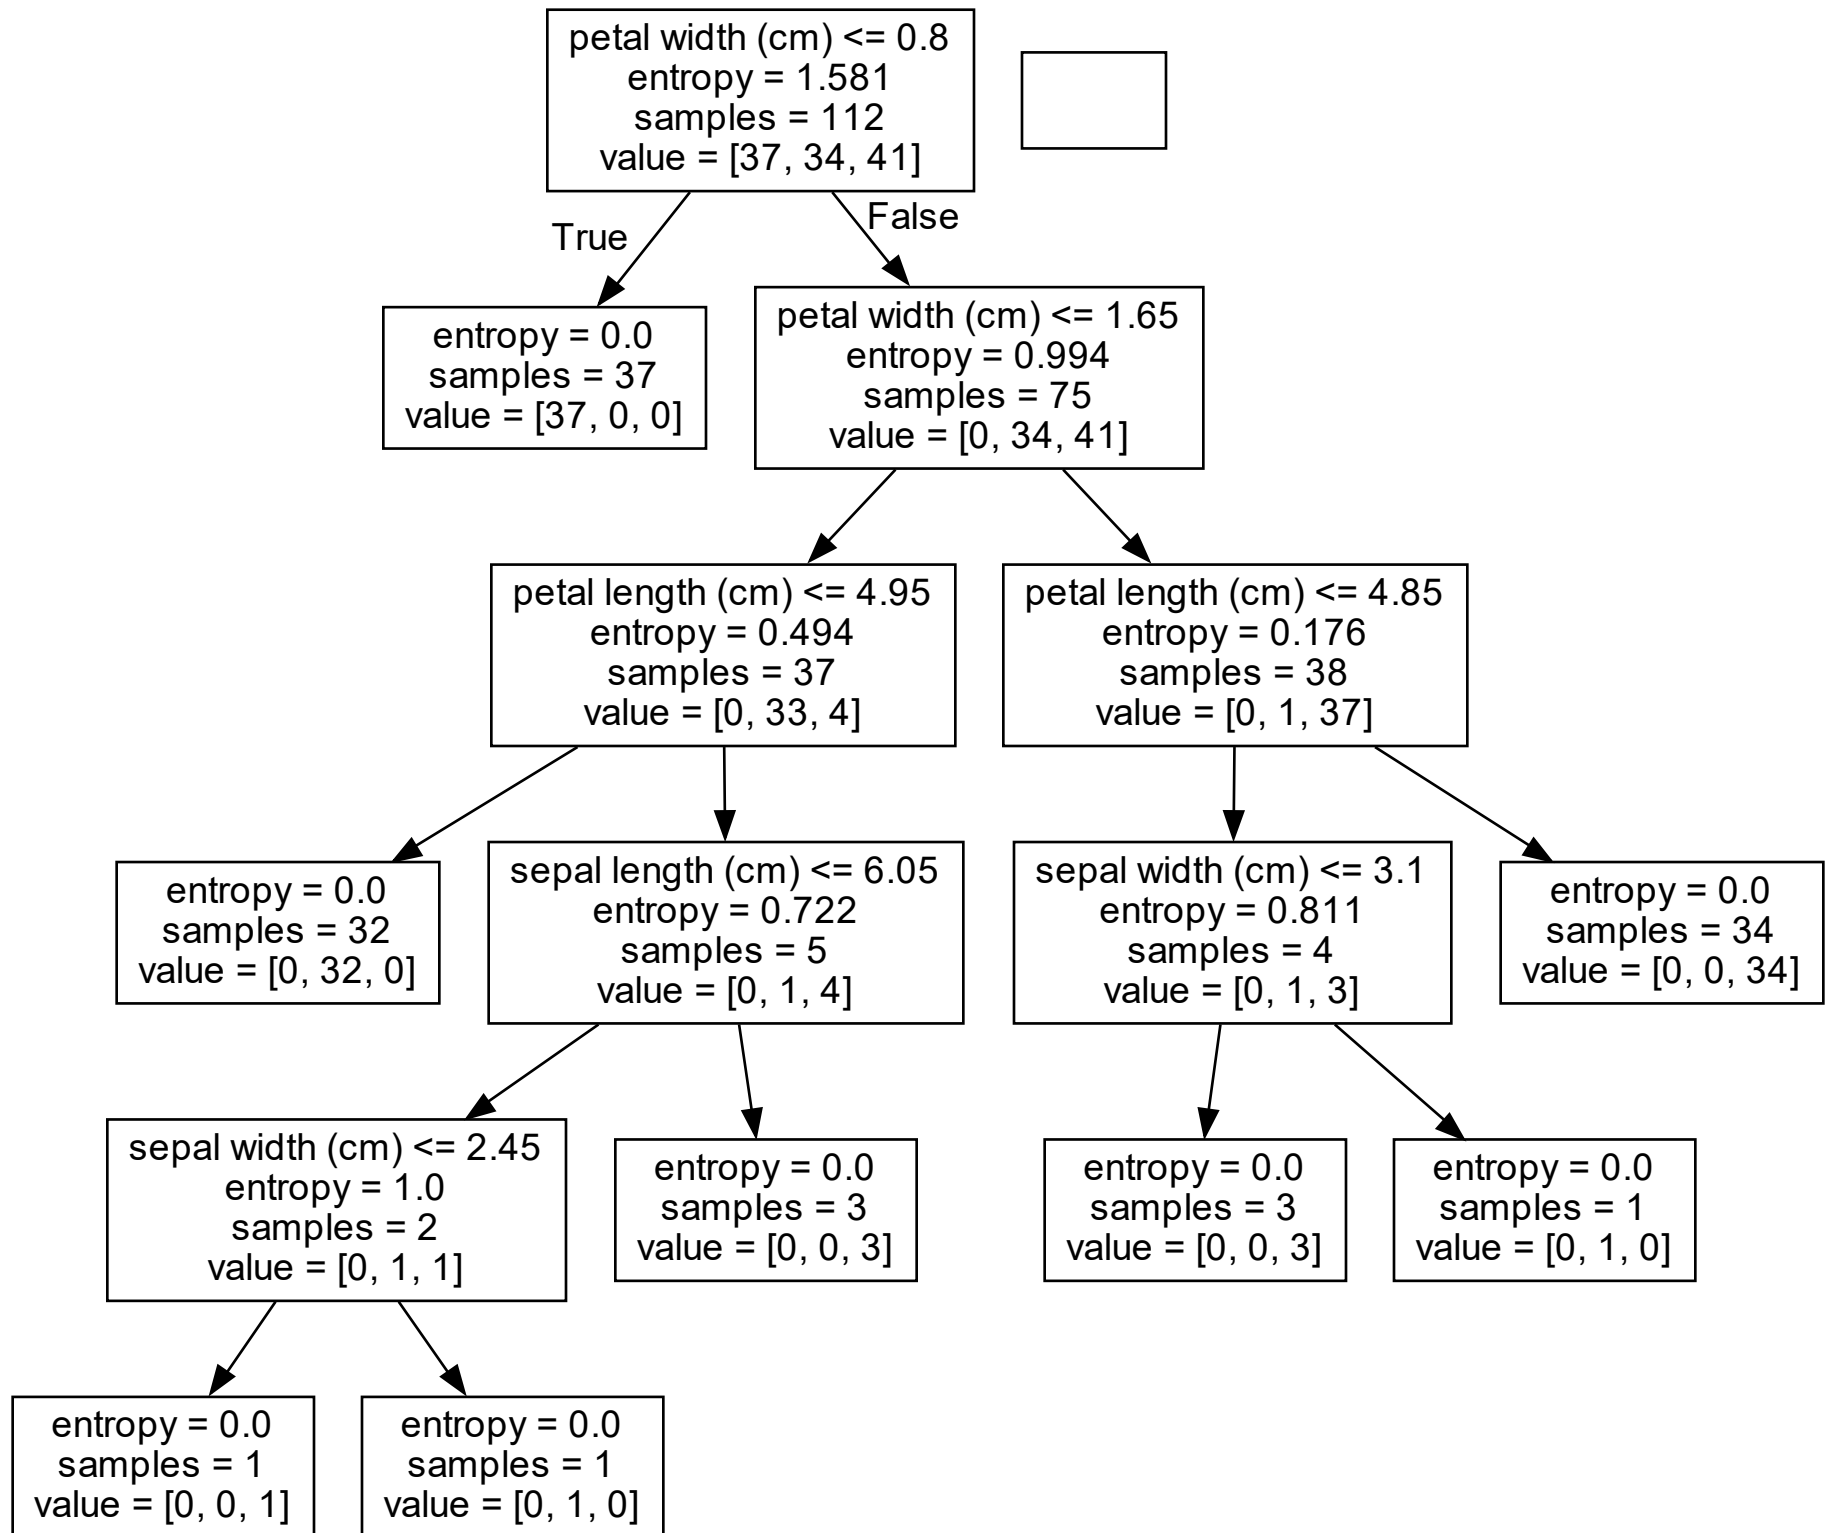 petal width (cm) <= 0.8
entropy = 1.581
samples = 112
value = [37, 34, 41]
True
False
entropy = 0.0
samples = 37
value = [37, 0, 0]
petal width (cm) <= 1.65
entropy = 0.994
samples = 75
value = [0, 34, 41]
petal length (cm) <= 4.95
entropy = 0.494
samples = 37
value = [0, 33, 4]
petal length (cm) <= 4.85
entropy = 0.176
samples = 38
value = [0, 1, 37]
entropy = 0.0
samples = 32
value = [0, 32, 0]
sepal length (cm) <= 6.05
entropy = 0.722
samples = 5
value = [0, 1, 4]
sepal width (cm) <= 3.1
entropy = 0.811
samples = 4
value = [0, 1, 3]
entropy = 0.0
samples = 34
value = [0, 0, 34]
sepal width (cm) <= 2.45
entropy = 1.0
samples = 2
value = [0, 1, 1]
entropy = 0.0
samples = 3
value = [0, 0, 3]
entropy = 0.0
samples = 3
value = [0, 0, 3]
entropy = 0.0
samples = 1
value = [0, 1, 0]
entropy = 0.0
samples = 1
value = [0, 0, 1]
entropy = 0.0
samples = 1
value = [0, 1, 0]